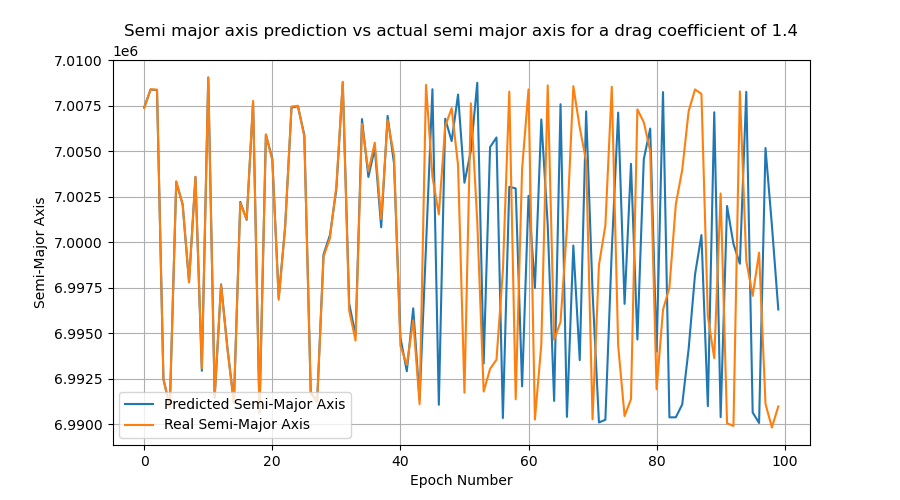 Semi major axis prediction vs actual semi major axis for a drag coefficient of 1.4
1e6
7.0100
7.0075
7.0050
7.0025
7.0000
6.9975
6.9950
6.9925
6.9900
Semi-Major Axis
Predicted Semi-Major Axis
Real Semi-Major Axis
0 20 40 60 80 100
Epoch Number